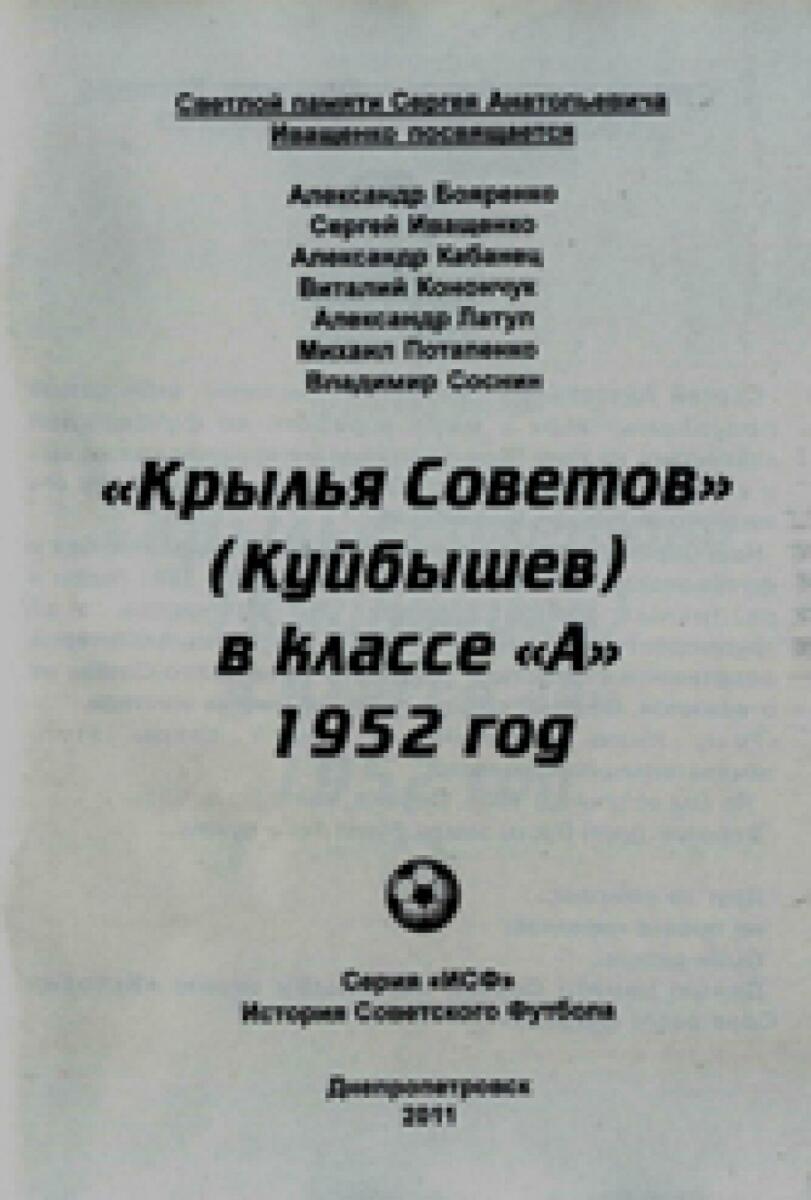 Светлой памяти Сергея Анатольевича
Иващенко посвящается
Александр Бояренко
Сергей Иващенко
Александр Кабанец
Виталий Конончук
Александр Латул
Михаил Потапенко
Владимир Соснин
«Крылья Советов»
(Куйбышев)
в классе «А»
1952 год
Серия «ИСФ»
История Советского Футбола
Днепропетровск
2011